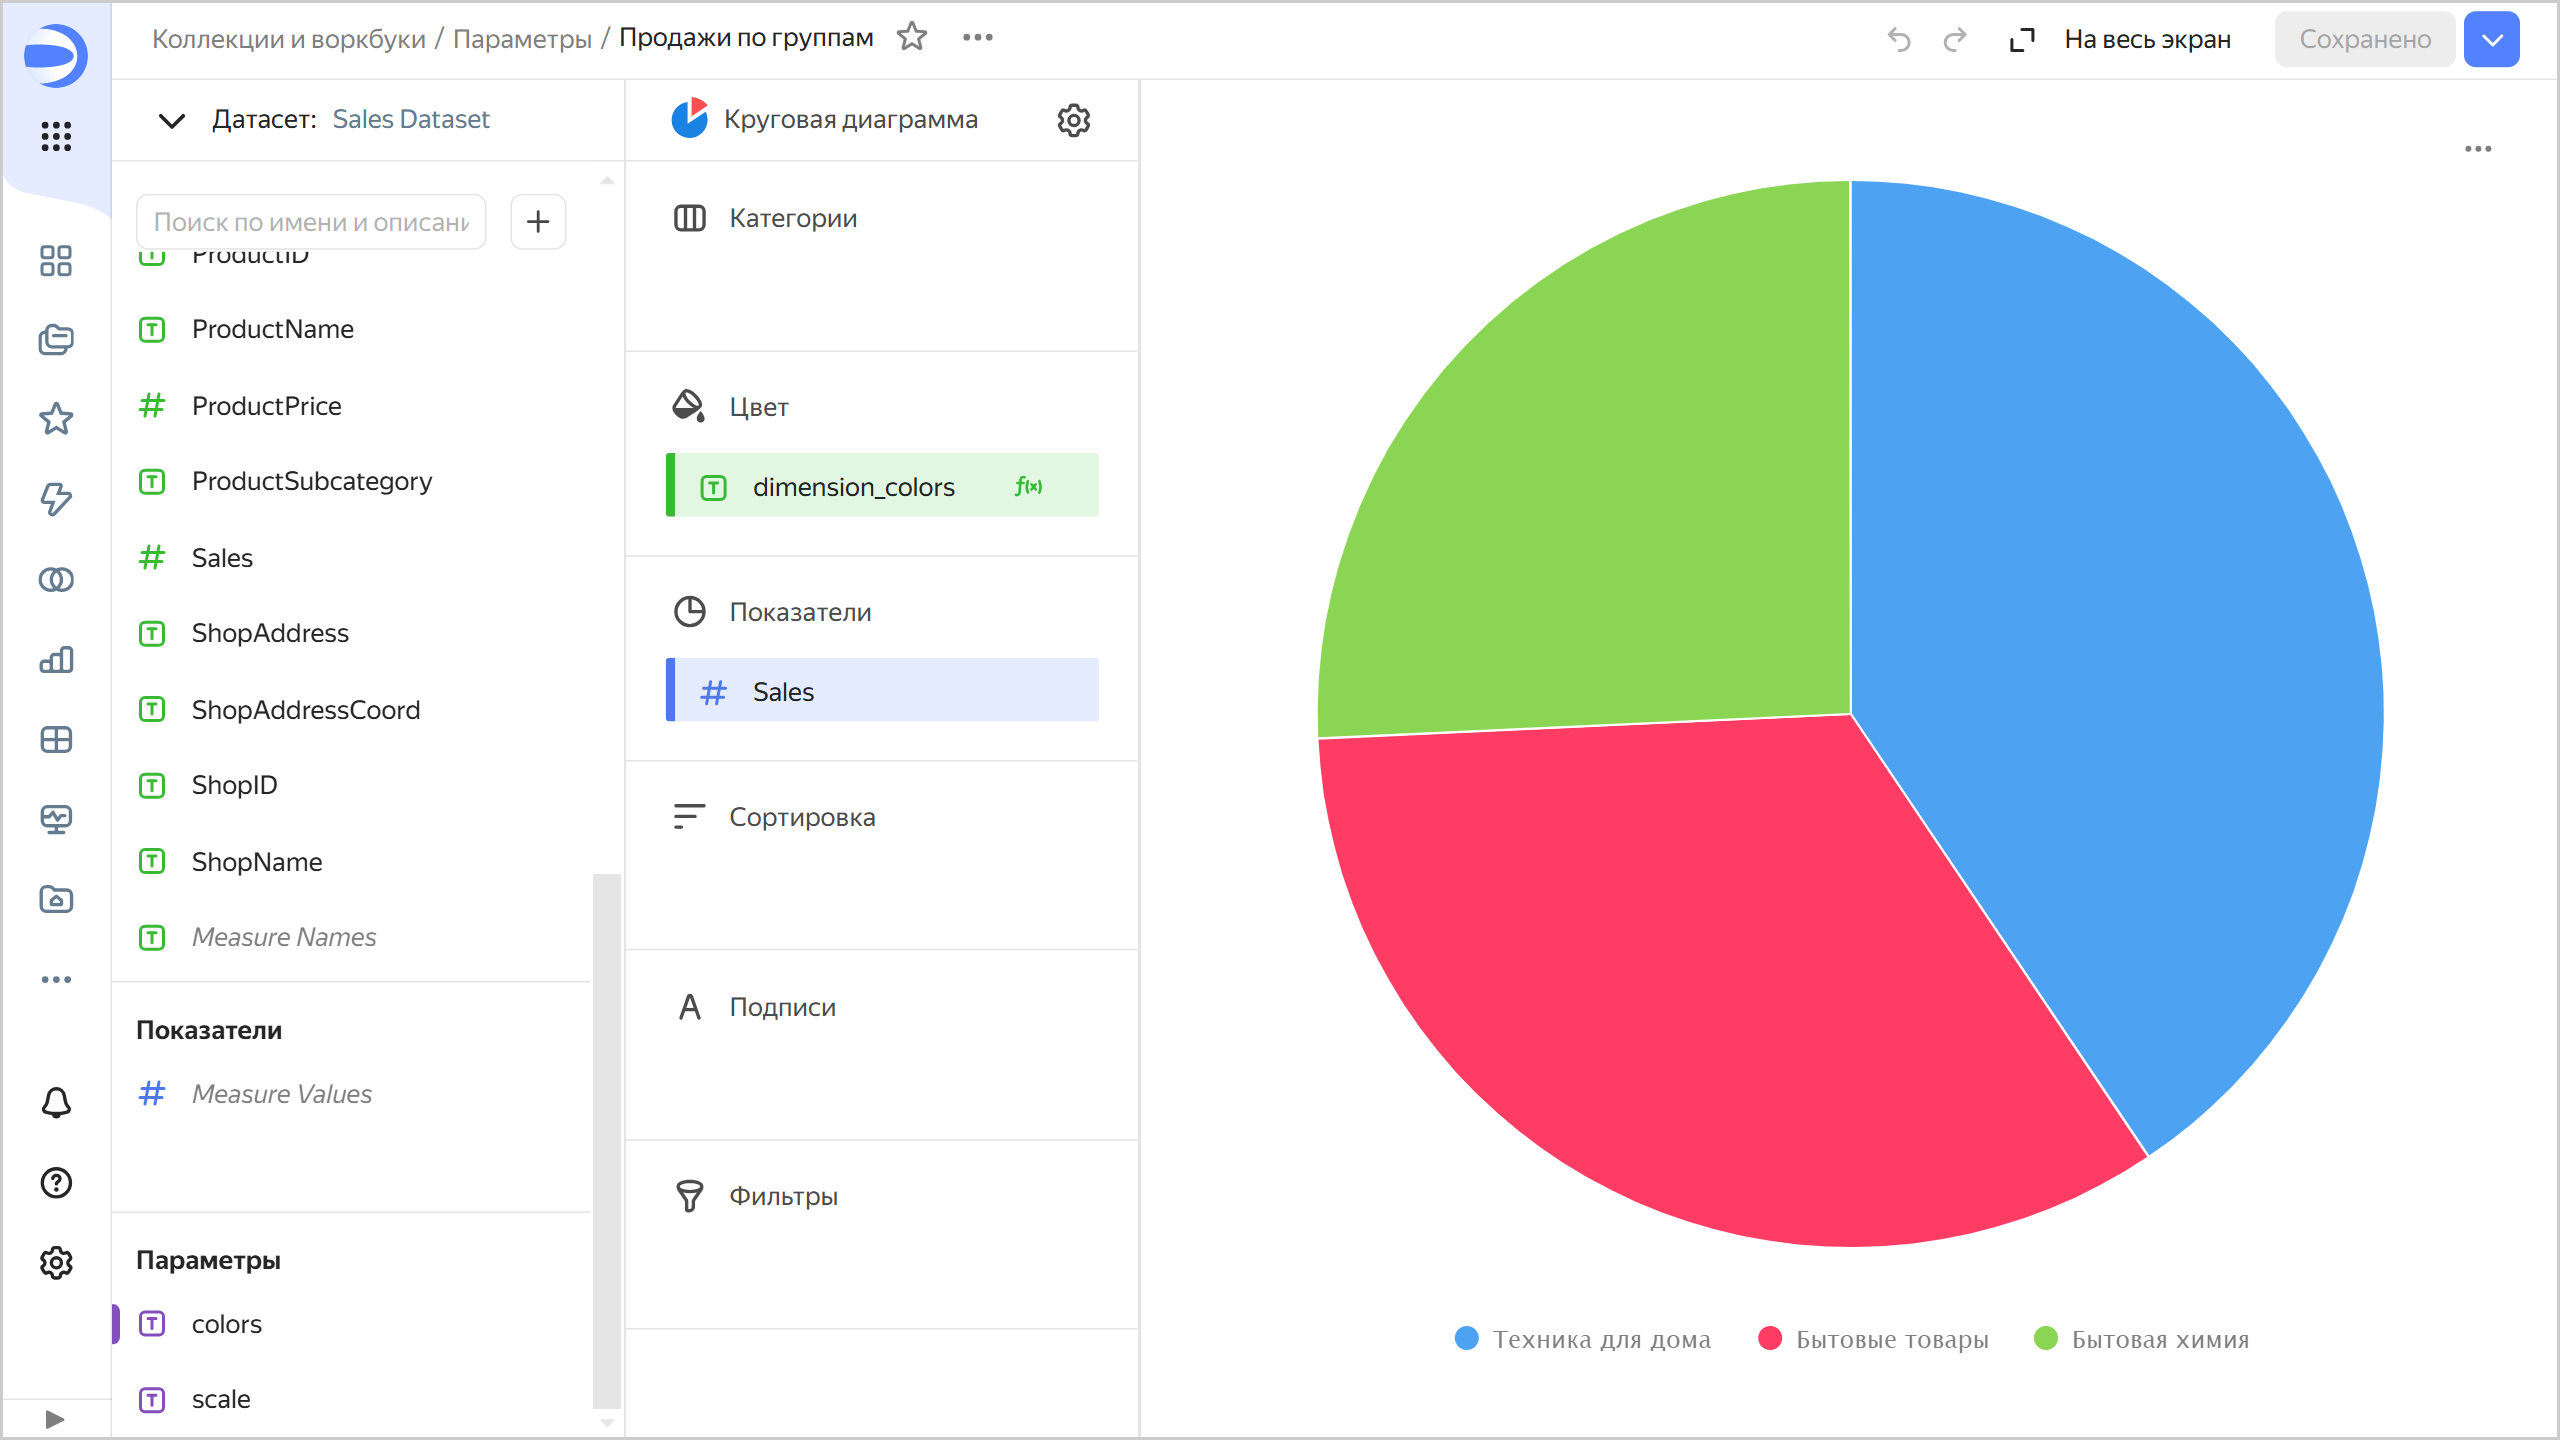 Коллекции и воркбуки / Параметры / Продажи по группам
На весь экран
Сохранено
Датасет: Sales Dataset
Поиск по имени и описани
ProductID
ProductName
ProductPrice
ProductSubcategory
Sales
ShopAddress
ShopAddressCoord
ShopID
ShopName
Measure Names
Показатели
Measure Values
Параметры
colors
scale
Круговая диаграмма
Категории
Цвет
dimension_colors f(x)
Показатели
Sales
Сортировка
Подписи
Фильтры
Техника для дома
Бытовые товары
Бытовая химия